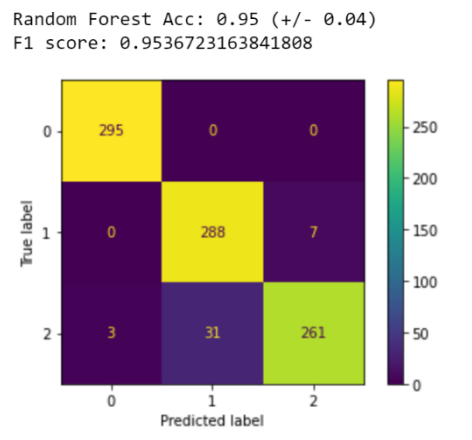 Random Forest Acc: 0.95 (+/- 0.04)
F1 score: 0.9536723163841808
0 295 0 0
1 0 288 7
2 3 31 261
0 1 2
True label
Predicted label
250
200
150
100
50
0